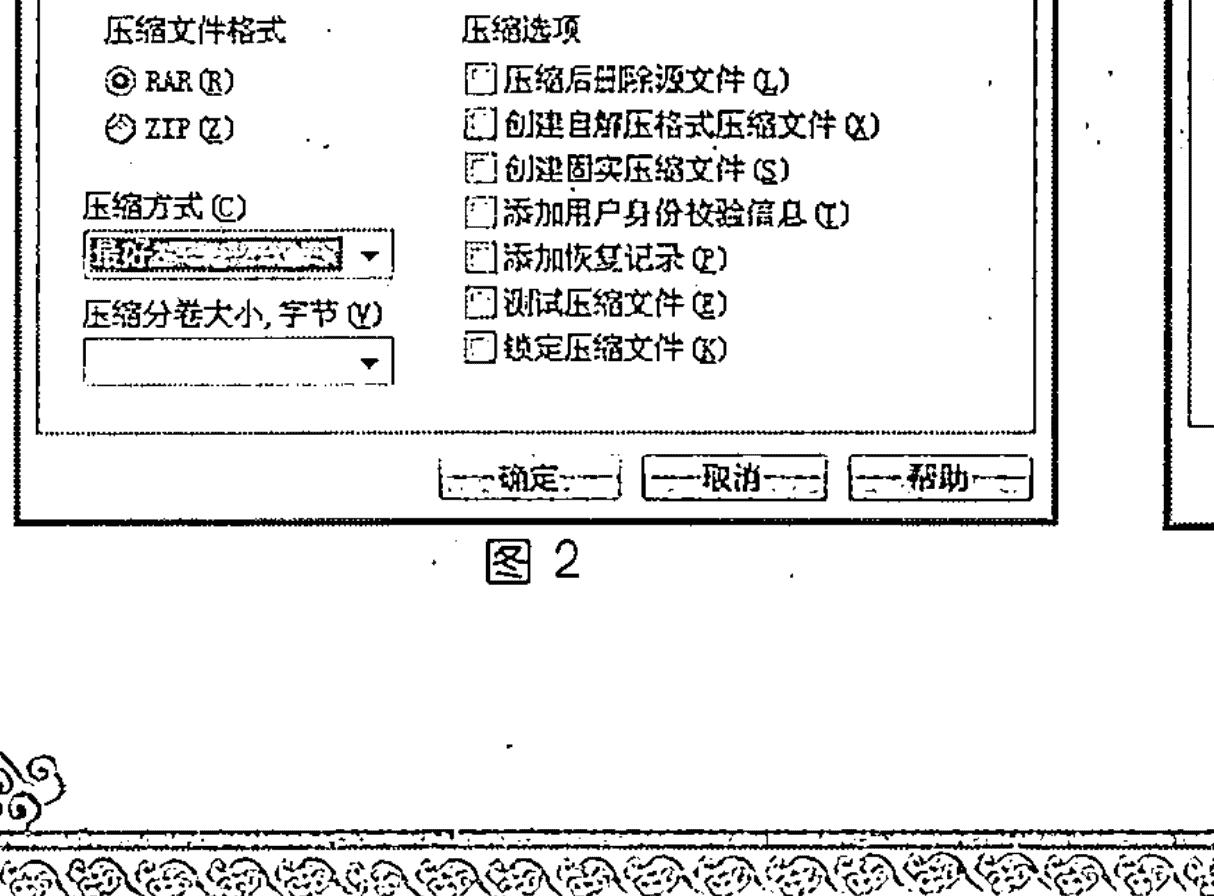 压缩文件格式
RAR(R)
ZIP(Z)
压缩方式(C)
最好
压缩分卷大小,字节(V)
压缩选项
压缩后删除源文件(L)
创建自解压格式压缩文件(X)
创建固实压缩文件(S)
添加用户身份校验信息(T)
添加恢复记录(P)
测试压缩文件(E)
锁定压缩文件(K)
确定
取消
帮助
图 2